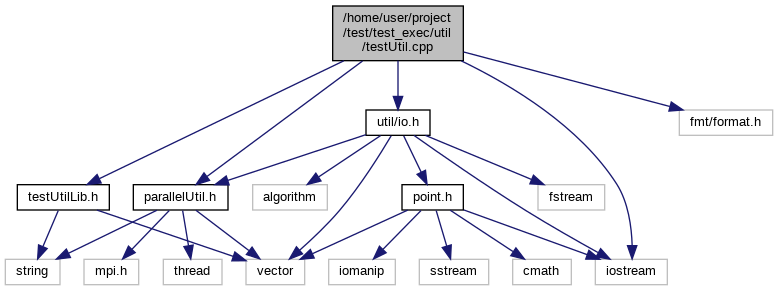 /home/user/project
/test/test_exec/util
/testUtil.cpp
util/io.h
fmt/format.h
testUtilLib.h
parallelUtil.h
algorithm
point.h
fstream
string
mpi.h
thread
vector
iomanip
sstream
cmath
iostream